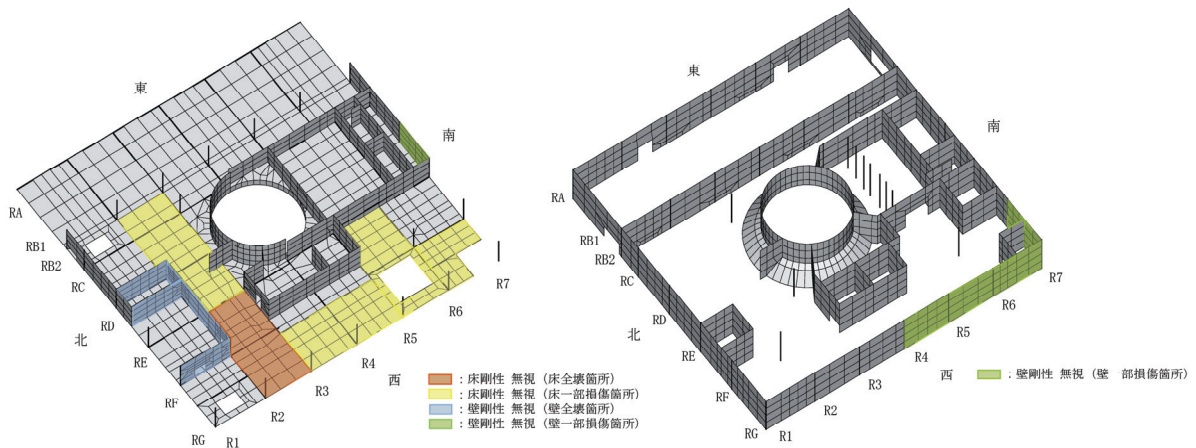 東
南
RA
RB1
RB2
RC
RD
北
RE
RF
RG
R1
R2
R3
R4
R5
R6
R7
西
：床剛性 無視（床全壊箇所）
：床剛性 無視（床一部損傷箇所）
：壁剛性 無視（壁全壊箇所）
：壁剛性 無視（壁一部損傷箇所）
東
南
RA
RB1
RB2
RC
RD
北
RE
RF
RG
R1
R2
R3
R4
R5
R6
R7
西
：壁剛性 無視（壁 部損傷箇所）